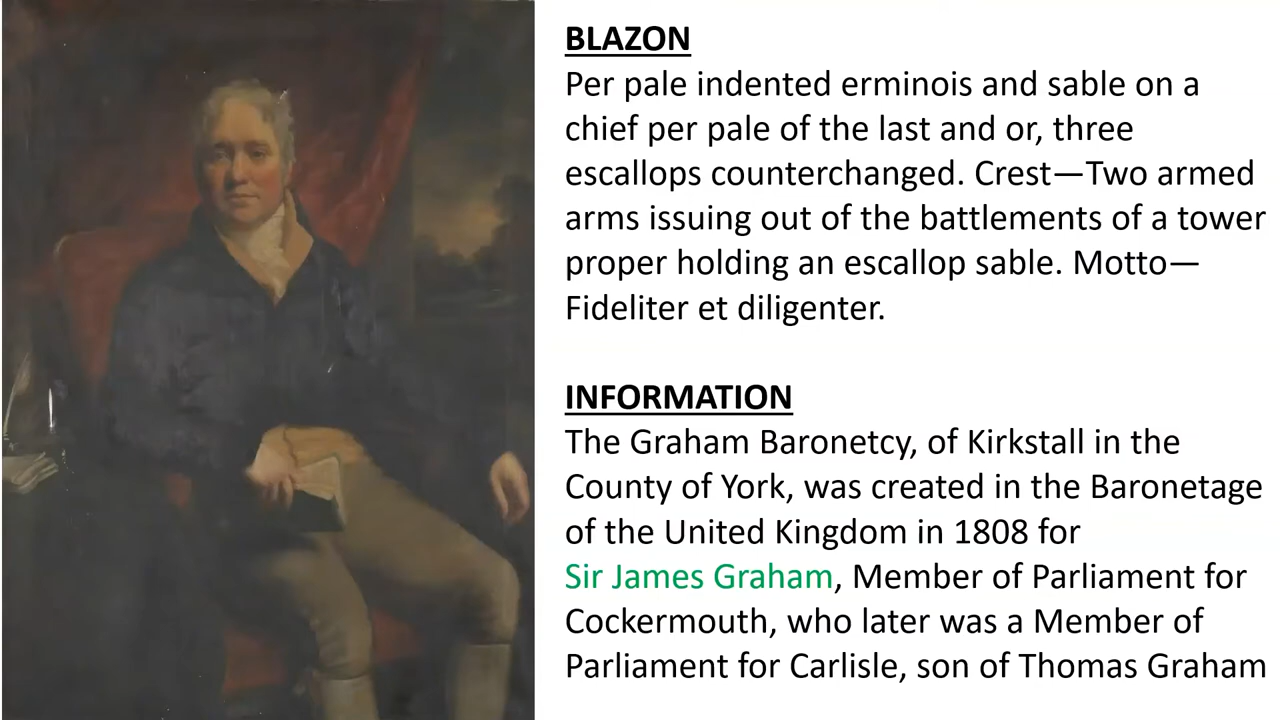 BLAZON
Per pale indented erminois and sable on a
chief per pale of the last and or, three
escallops counterchanged. Crest—Two armed
arms issuing out of the battlements of a tower
proper holding an escallop sable. Motto—
Fideliter et diligenter.
INFORMATION
The Graham Baronetcy, of Kirkstall in the
County of York, was created in the Baronetage
of the United Kingdom in 1808 for
Sir James Graham, Member of Parliament for
Cockermouth, who later was a Member of
Parliament for Carlisle, son of Thomas Graham